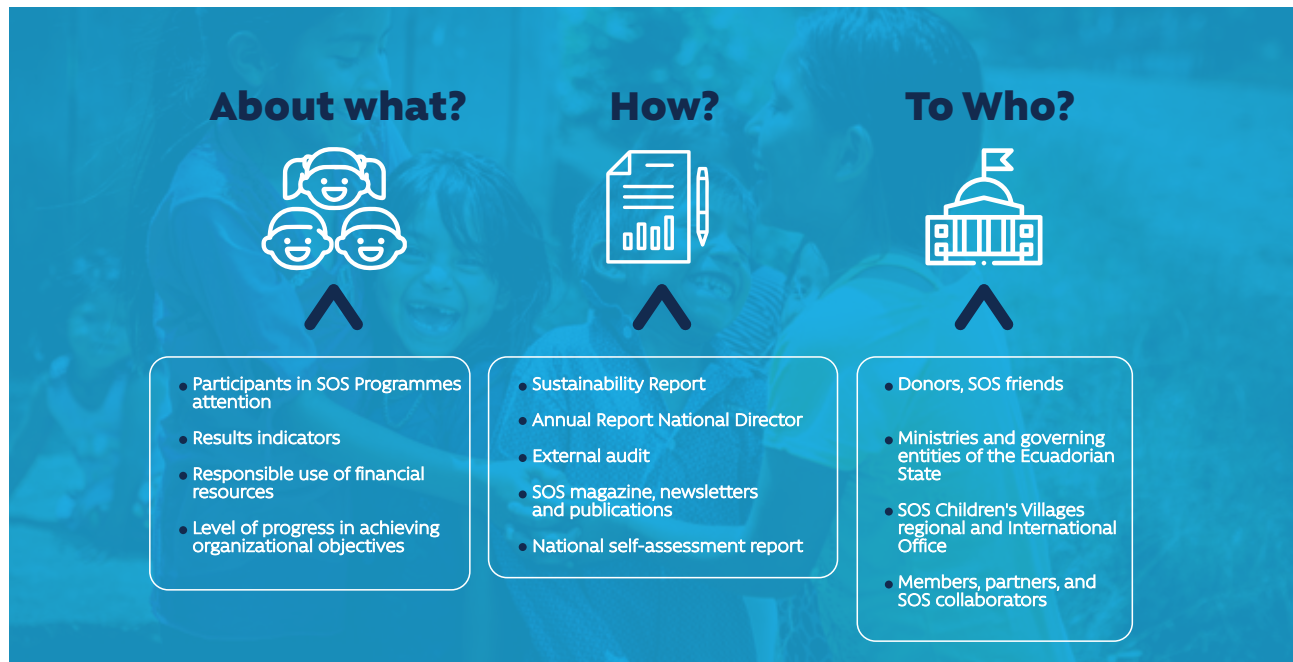 About what?
How?
To Who?
• Participants in SOS Programmes
attention
• Results indicators
• Responsible use of financial
resources
• Level of progress in achieving
organizational objectives
• Sustainability Report
• Annual Report National Director
• External audit
• SOS magazine, newsletters
and publications
• National self-assessment report
• Donors, SOS friends
• Ministries and governing
entities of the Ecuadorian
State
• SOS Children's Villages
regional and International
Office
• Members, partners, and
SOS collaborators